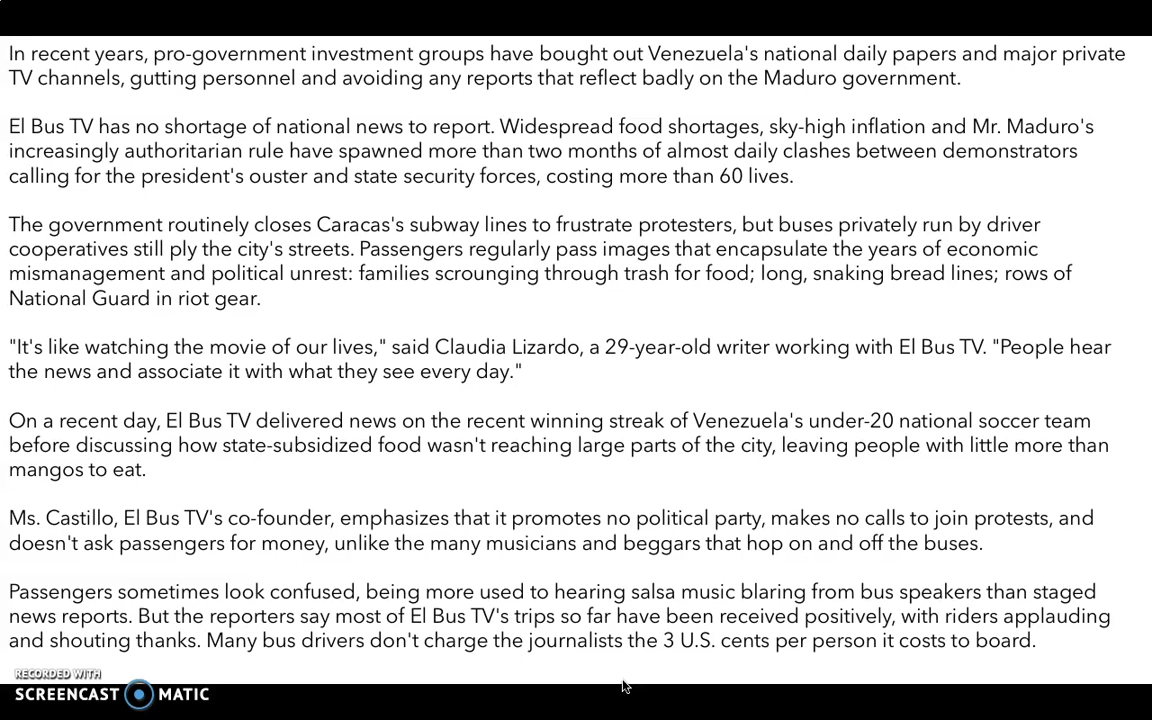 In recent years, pro-government investment groups have bought out Venezuela's national daily papers and major private
TV channels, gutting personnel and avoiding any reports that reflect badly on the Maduro government.
El Bus TV has no shortage of national news to report. Widespread food shortages, sky-high inflation and Mr. Maduro's
increasingly authoritarian rule have spawned more than two months of almost daily clashes between demonstrators
calling for the president's ouster and state security forces, costing more than 60 lives.
The government routinely closes Caracas's subway lines to frustrate protesters, but buses privately run by driver
cooperatives still ply the city's streets. Passengers regularly pass images that encapsulate the years of economic
mismanagement and political unrest: families scrounging through trash for food; long, snaking bread lines; rows of
National Guard in riot gear.
"It's like watching the movie of our lives," said Claudia Lizardo, a 29-year-old writer working with El Bus TV. "People hear
the news and associate it with what they see every day."
On a recent day, El Bus TV delivered news on the recent winning streak of Venezuela's under-20 national soccer team
before discussing how state-subsidized food wasn't reaching large parts of the city, leaving people with little more than
mangos to eat.
Ms. Castillo, El Bus TV's co-founder, emphasizes that it promotes no political party, makes no calls to join protests, and
doesn't ask passengers for money, unlike the many musicians and beggars that hop on and off the buses.
Passengers sometimes look confused, being more used to hearing salsa music blaring from bus speakers than staged
news reports. But the reporters say most of El Bus TV's trips so far have been received positively, with riders applauding
and shouting thanks. Many bus drivers don't charge the journalists the 3 U.S. cents per person it costs to board.
RECORDED WITH
SCREENCAST MATIC